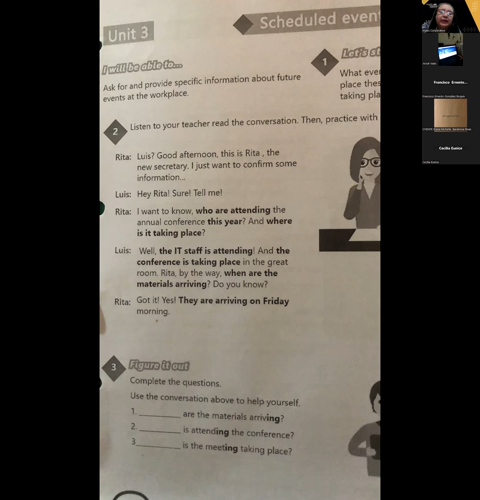 Unit 3
Scheduled even
I will be able to...
Ask for and provide specific information about future
events at the workplace.
1
Let's st
What eve
place thes
taking pla
2
Listen to your teacher read the conversation. Then, practice with
Rita: Luis? Good afternoon, this is Rita , the
new secretary. I just want to confirm some
information...
Luis: Hey Rita! Sure! Tell me!
Rita: I want to know, who are attending the
annual conference this year? And where
is it taking place?
Luis: Well, the IT staff is attending! And the
conference is taking place in the great
room. Rita, by the way, when are the
materials arriving? Do you know?
Rita: Got it! Yes! They are arriving on Friday
morning.
3
Figure it out
Complete the questions.
Use the conversation above to help yourself.
1. ________ are the materials arriving?
2. ________ is attending the conference?
3 ________ is the meeting taking place?
Cecilia Eunice